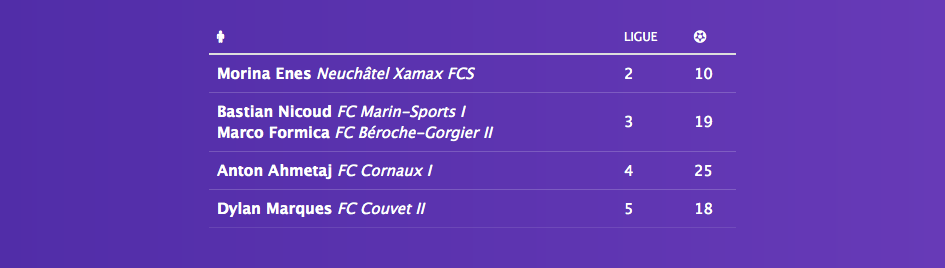 LIGUE
Morina Enes Neuchâtel Xamax FCS 2 10
Bastian Nicoud FC Marin-Sports I
Marco Formica FC Béroche-Gorgier II 3 19
Anton Ahmetaj FC Cornaux I 4 25
Dylan Marques FC Couvet II 5 18